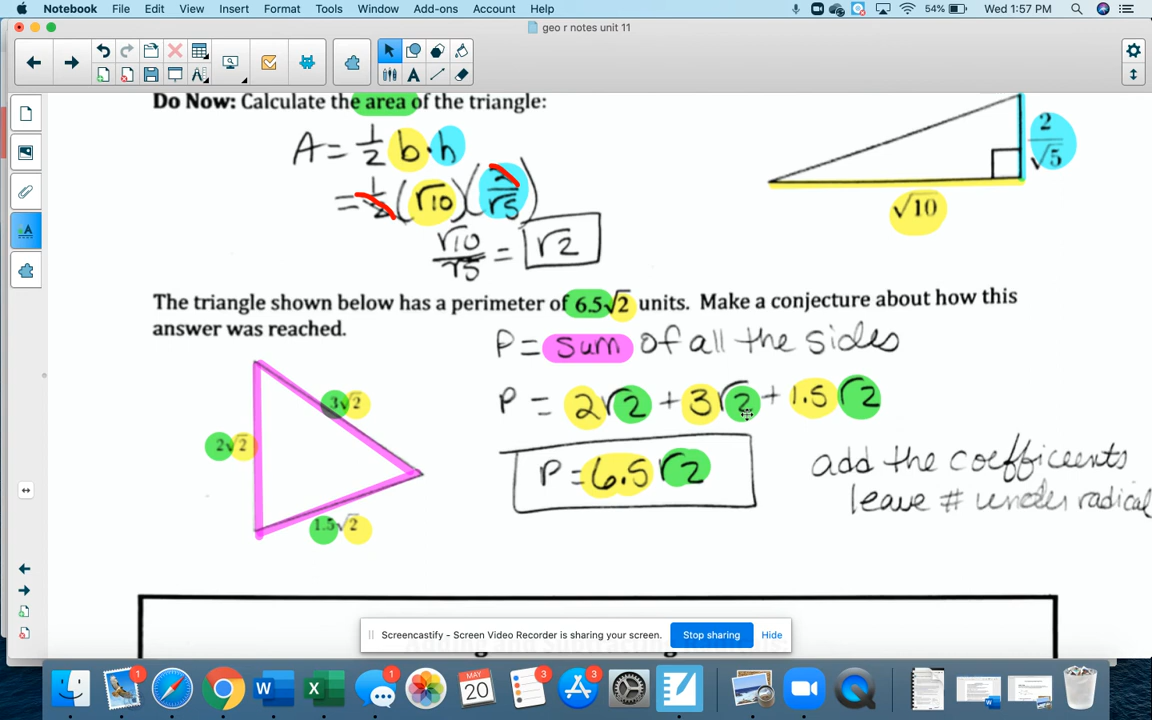 Notebook File Edit View Insert Format Tools Window Add-ons Account Help 54% Wed 1:57 PM
geo r notes unit 11
Do Now: Calculate the area of the triangle:
A = 1/2 b · h
= 1/2 (√10)(2/√5)
√10/√5 = √2
2/√5
√10
The triangle shown below has a perimeter of 6.5√2 units. Make a conjecture about how this
answer was reached.
P = sum of all the sides
P = 2√2 + 3√2 + 1.5√2
P = 6.5√2
add the coefficients
leave # under radical
3√2
2√2
1.5√2
Screencastify - Screen Video Recorder is sharing your screen. Stop sharing Hide
1 1 MAY 20 3 3